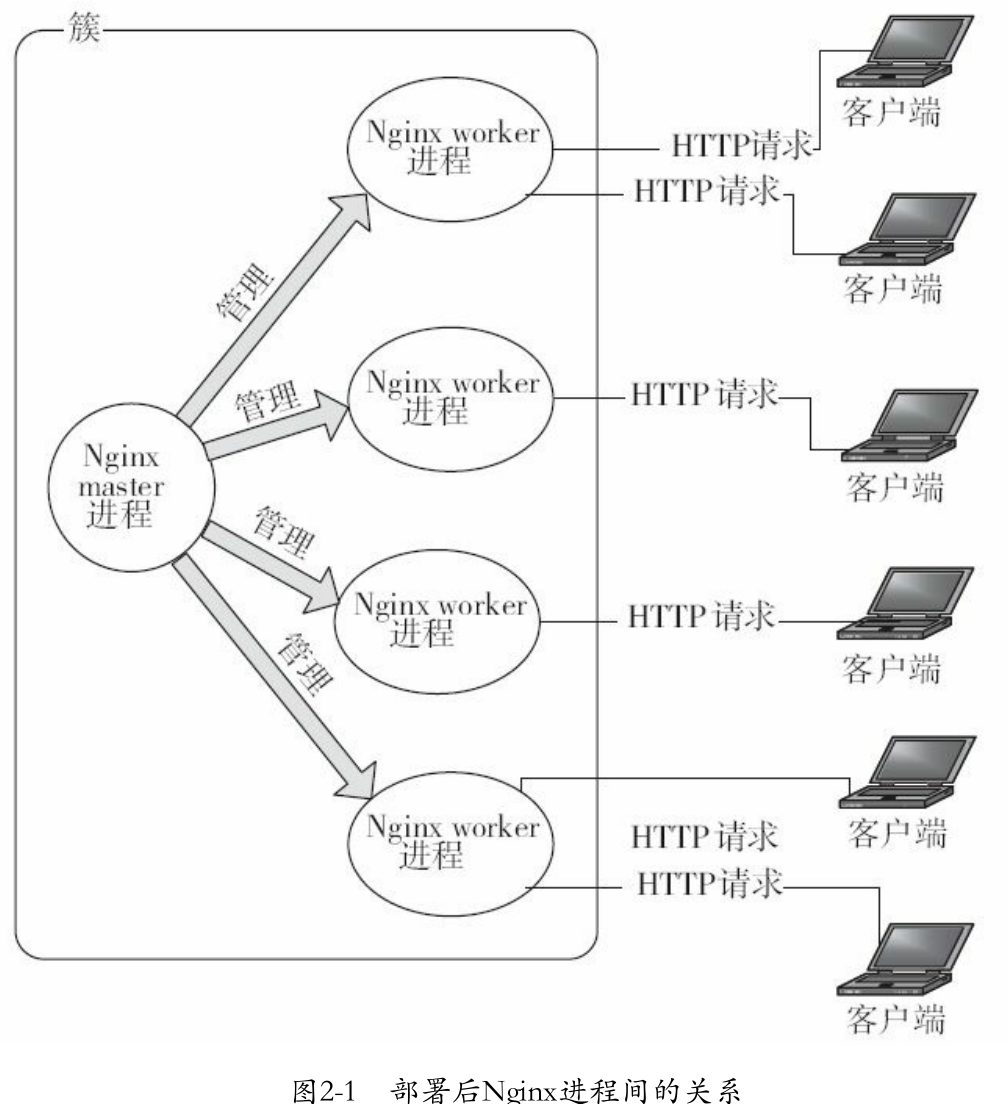 簇
客户端
Nginx worker
进程
HTTP请求
HTTP 请求
客户端
管理
Nginx worker
进程
HTTP 请求
管理
客户端
Nginx
master
进程
管理
Nginx worker
进程
HTTP 请求
客户端
管理
Nginx worker
进程
HTTP 请求
客户端
HTTP请求
客户端
图2-1 部署后Nginx进程间的关系